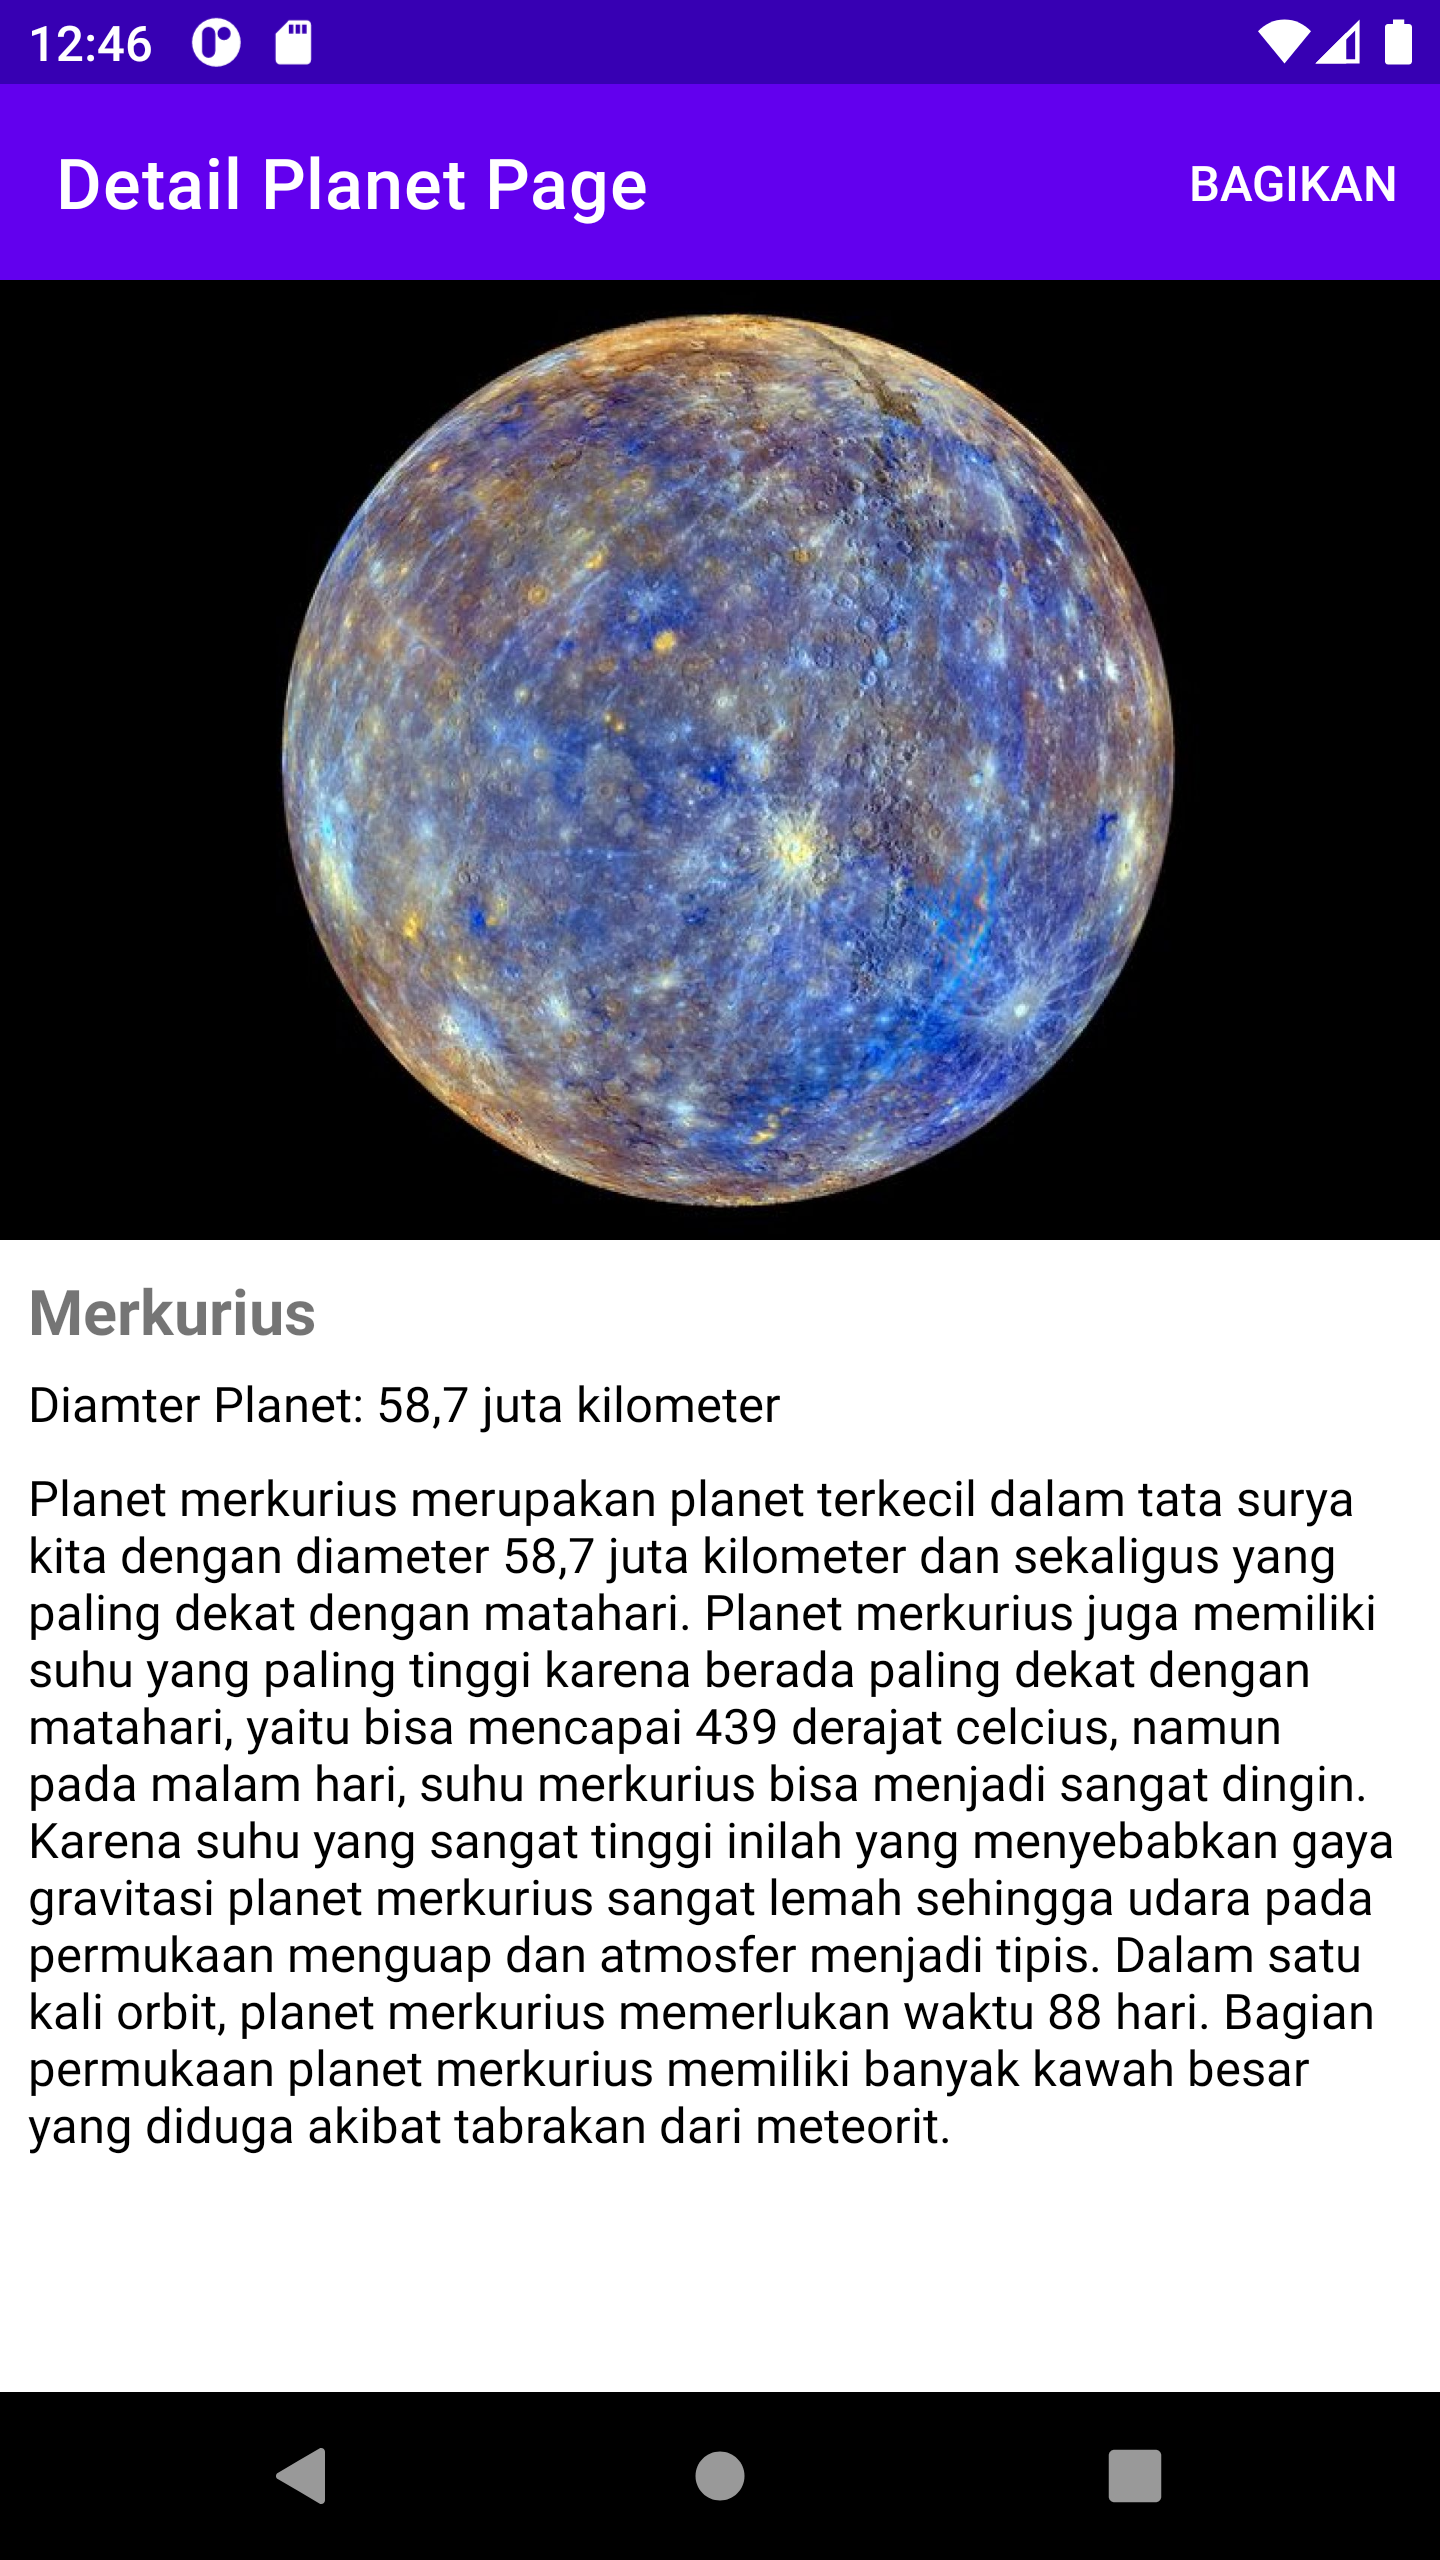 12:46
Detail Planet Page
BAGIKAN
Merkurius
Diamter Planet: 58,7 juta kilometer
Planet merkurius merupakan planet terkecil dalam tata surya
kita dengan diameter 58,7 juta kilometer dan sekaligus yang
paling dekat dengan matahari. Planet merkurius juga memiliki
suhu yang paling tinggi karena berada paling dekat dengan
matahari, yaitu bisa mencapai 439 derajat celcius, namun
pada malam hari, suhu merkurius bisa menjadi sangat dingin.
Karena suhu yang sangat tinggi inilah yang menyebabkan gaya
gravitasi planet merkurius sangat lemah sehingga udara pada
permukaan menguap dan atmosfer menjadi tipis. Dalam satu
kali orbit, planet merkurius memerlukan waktu 88 hari. Bagian
permukaan planet merkurius memiliki banyak kawah besar
yang diduga akibat tabrakan dari meteorit.